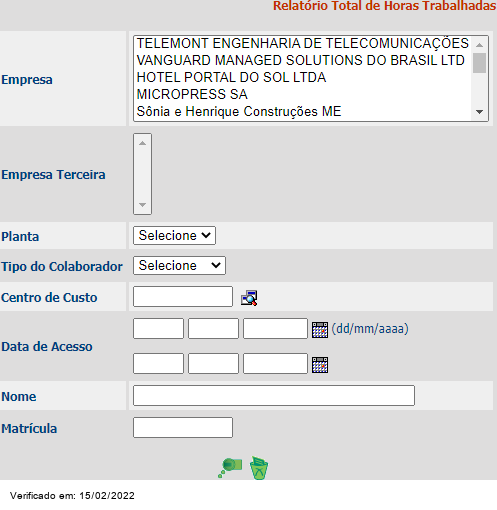 Relatório Total de Horas Trabalhadas
Empresa
TELEMONT ENGENHARIA DE TELECOMUNICAÇÕES
VANGUARD MANAGED SOLUTIONS DO BRASIL LTD
HOTEL PORTAL DO SOL LTDA
MICROPRESS SA
Sônia e Henrique Construções ME
Empresa Terceira
Planta Selecione
Tipo do Colaborador Selecione
Centro de Custo
Data de Acesso (dd/mm/aaaa)
Nome
Matrícula
Verificado em: 15/02/2022